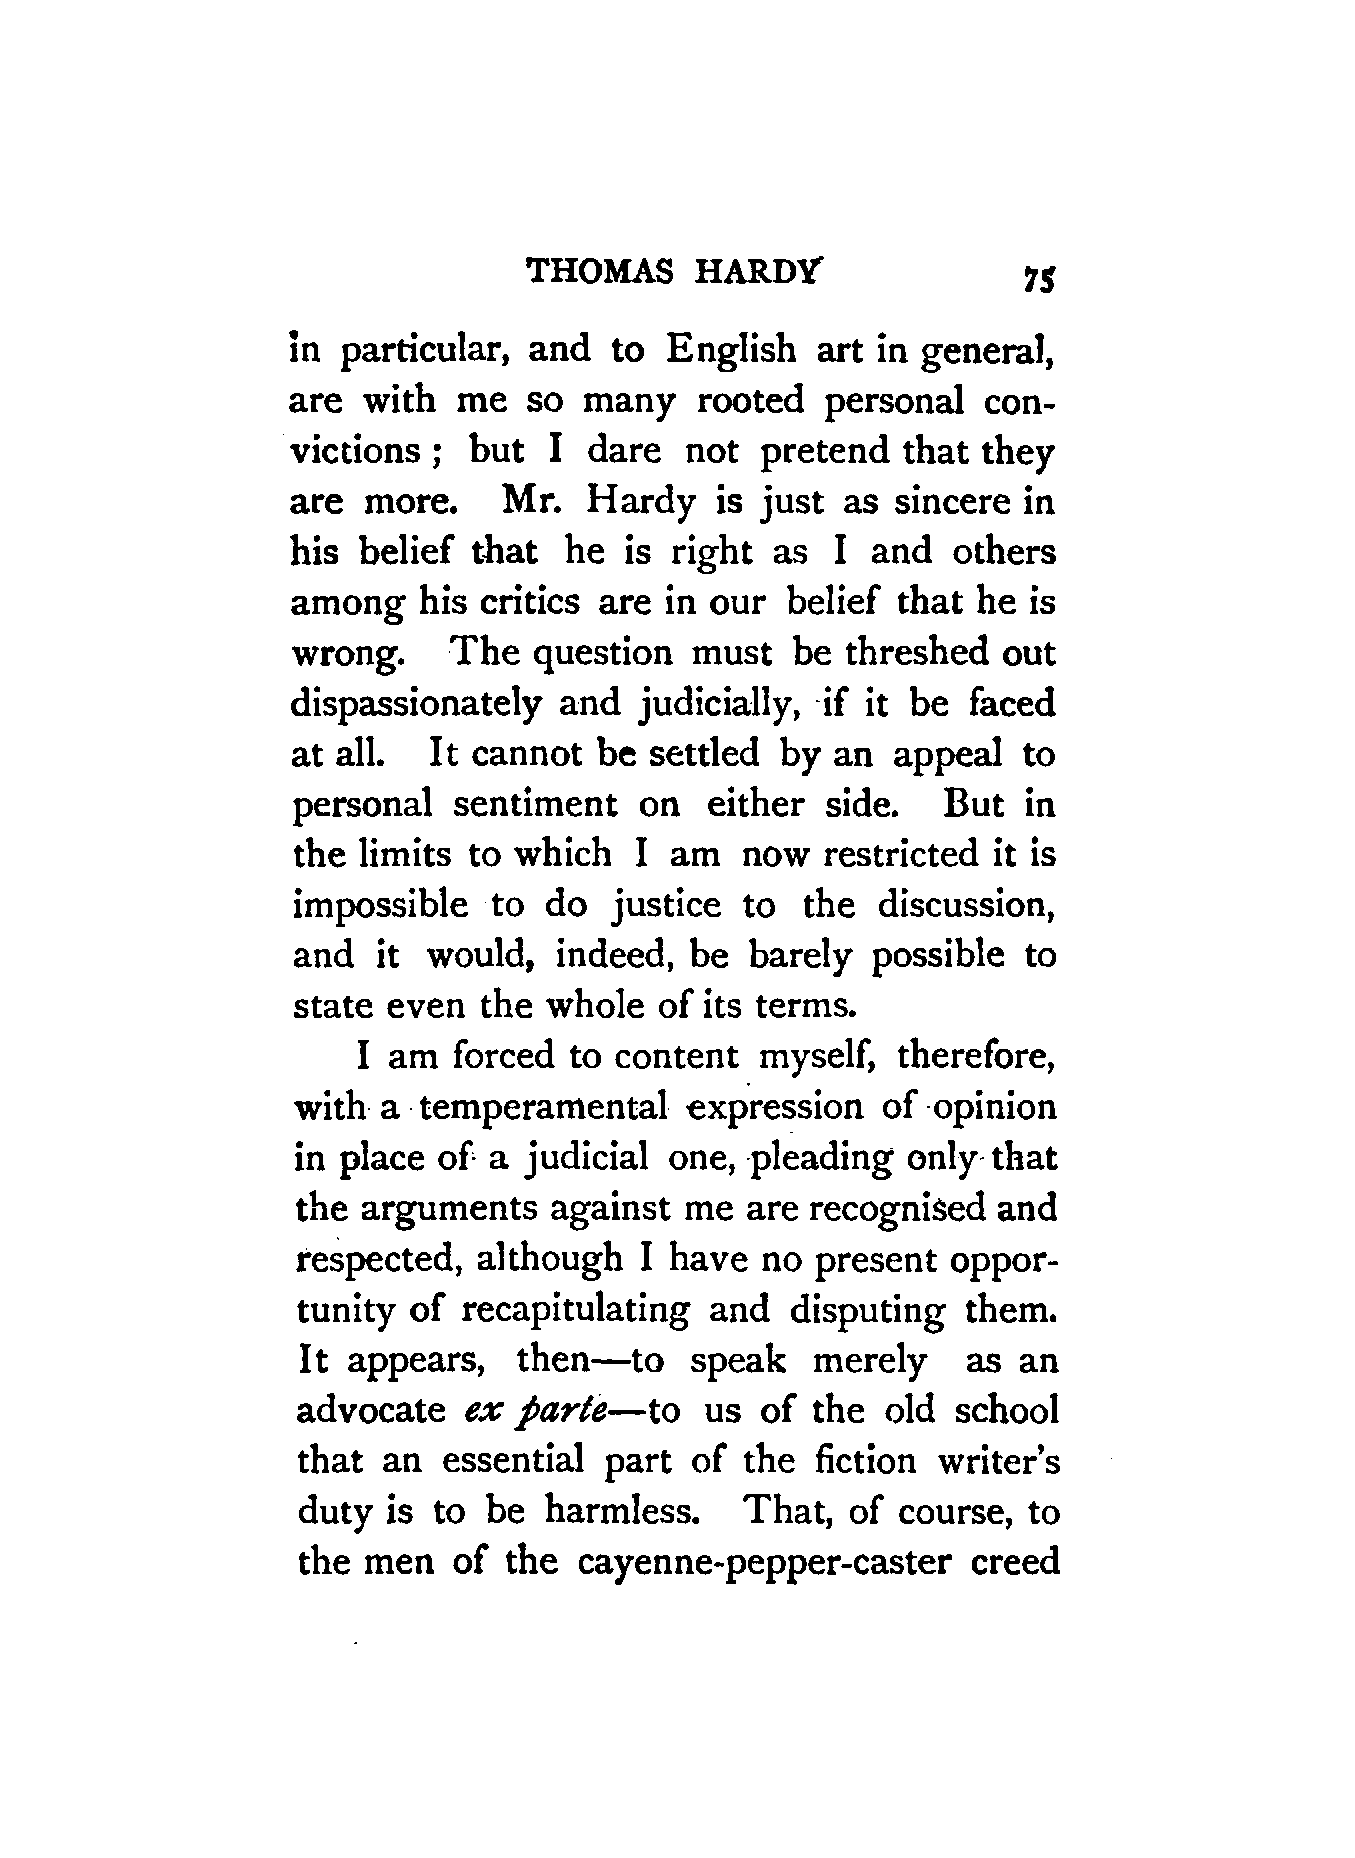 THOMAS HARDY 75
in particular, and to English art in general,
are with me so many rooted personal con-
victions ; but I dare not pretend that they
are more. Mr. Hardy is just as sincere in
his belief that he is right as I and others
among his critics are in our belief that he is
wrong. The question must be threshed out
dispassionately and judicially, if it be faced
at all. It cannot be settled by an appeal to
personal sentiment on either side. But in
the limits to which I am now restricted it is
impossible to do justice to the discussion,
and it would, indeed, be barely possible to
state even the whole of its terms.
I am forced to content myself, therefore,
with a temperamental expression of opinion
in place of a judicial one, pleading only that
the arguments against me are recognised and
respected, although I have no present oppor-
tunity of recapitulating and disputing them.
It appears, then—to speak merely as an
advocate ex parte—to us of the old school
that an essential part of the fiction writer's
duty is to be harmless. That, of course, to
the men of the cayenne-pepper-caster creed